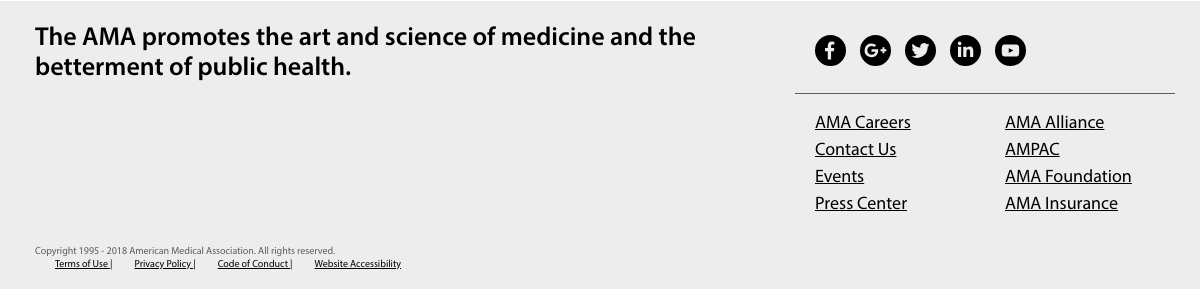 The AMA promotes the art and science of medicine and the
betterment of public health.
AMA Careers
Contact Us
Events
Press Center
AMA Alliance
AMPAC
AMA Foundation
AMA Insurance
Copyright 1995 - 2018 American Medical Association. All rights reserved.
Terms of Use | Privacy Policy | Code of Conduct | Website Accessibility